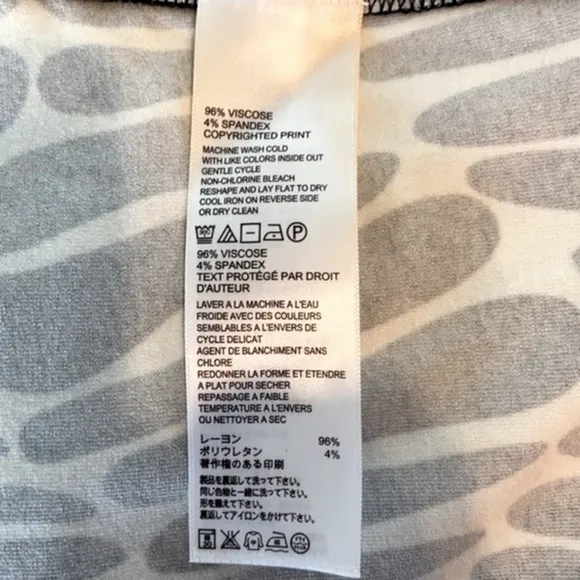 96% VISCOSE
4% SPANDEX
COPYRIGHTED PRINT
MACHINE WASH COLD
WITH LIKE COLORS INSIDE OUT
GENTLE CYCLE
NON-CHLORINE BLEACH
RESHAPE AND LAY FLAT TO DRY
COOL IRON ON REVERSE SIDE
OR DRY CLEAN
96% VISCOSE
4% SPANDEX
TEXT PROTÉGÉ PAR DROIT
D'AUTEUR
LAVER A LA MACHINE A L'EAU
FROIDE AVEC DES COULEURS
SEMBLABLES A L'ENVERS DE
CYCLE DELICAT
AGENT DE BLANCHIMENT SANS
CHLORE
REDONNER LA FORME ET ETENDRE
A PLAT POUR SECHER
REPASSAGE A FAIBLE
TEMPERATURE A L'ENVERS
OU NETTOYER A SEC
レーヨン 96%
ポリウレタン 4%
著作権のある印刷
製品を裏返して洗って下さい。
同じ色物と一緒に洗って下さい。
形を整えて下さい。
裏返してアイロンをかけて下さい。